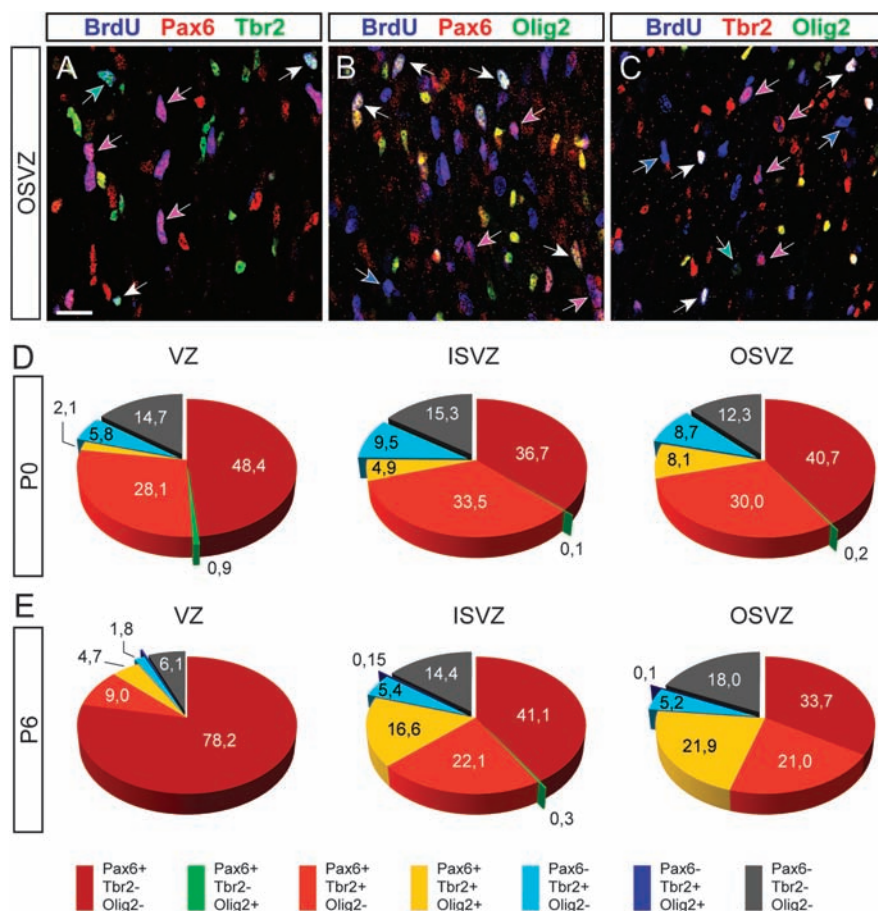 BrdU Pax6 Tbr2
BrdU Pax6 Olig2
BrdU Tbr2 Olig2
OSVZ
A
B
C
D
VZ
ISVZ
OSVZ
P0
2,1
5,8
14,7
48,4
28,1
0,9
9,5
15,3
36,7
4,9
33,5
0,1
8,7
12,3
40,7
8,1
30,0
0,2
E
VZ
ISVZ
OSVZ
P6
4,7
1,8
6,1
9,0
78,2
0,15
14,4
5,4
41,1
16,6
22,1
0,3
0,1
18,0
5,2
33,7
21,9
21,0
Pax6+
Tbr2-
Olig2-
Pax6+
Tbr2-
Olig2+
Pax6+
Tbr2+
Olig2-
Pax6+
Tbr2+
Olig2+
Pax6-
Tbr2+
Olig2-
Pax6-
Tbr2+
Olig2+
Pax6-
Tbr2-
Olig2-